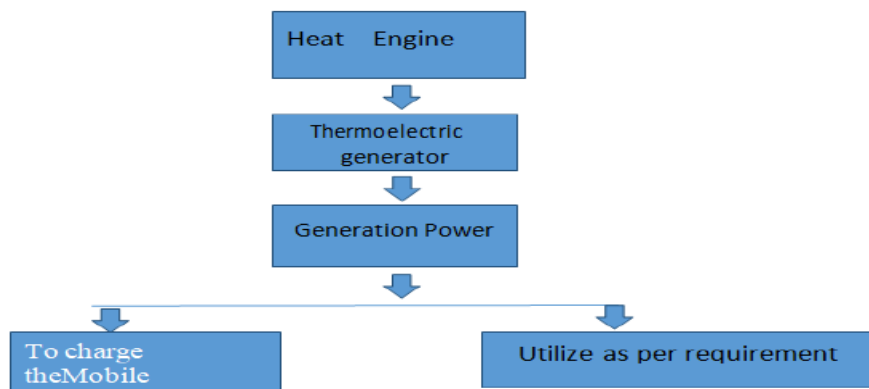 Heat Engine
Thermoelectric
generator
Generation Power
To charge
theMobile
Utilize as per requirement